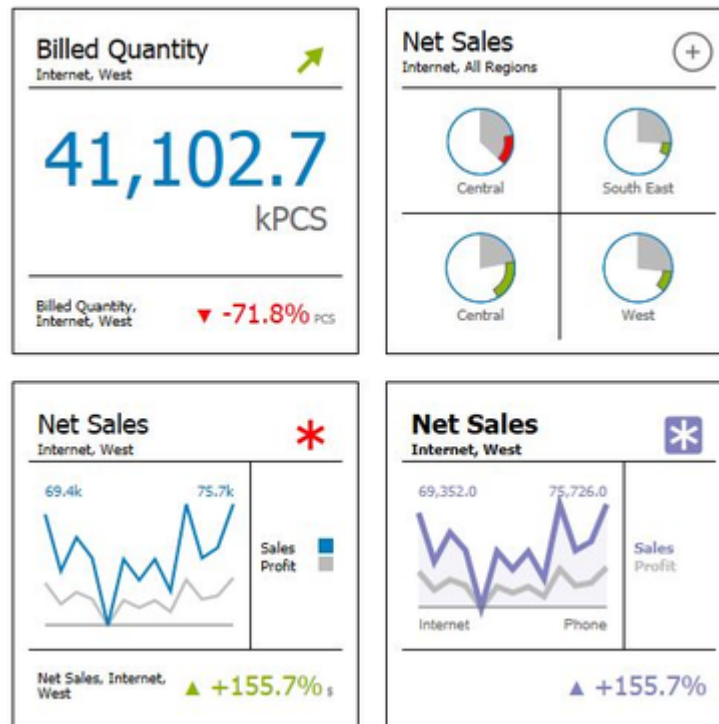 Billed Quantity
Internet, West
41,102.7
kPCS
Billed Quantity,
Internet, West
▼ -71.8% PCS
Net Sales
Internet, All Regions
Central
South East
Central
West
Net Sales
Internet, West
69.4k 75.7k
Sales
Profit
Net Sales, Internet,
West
▲ +155.7% $
Net Sales
Internet, West
69,352.0 75,726.0
Sales
Profit
Internet Phone
▲ +155.7%